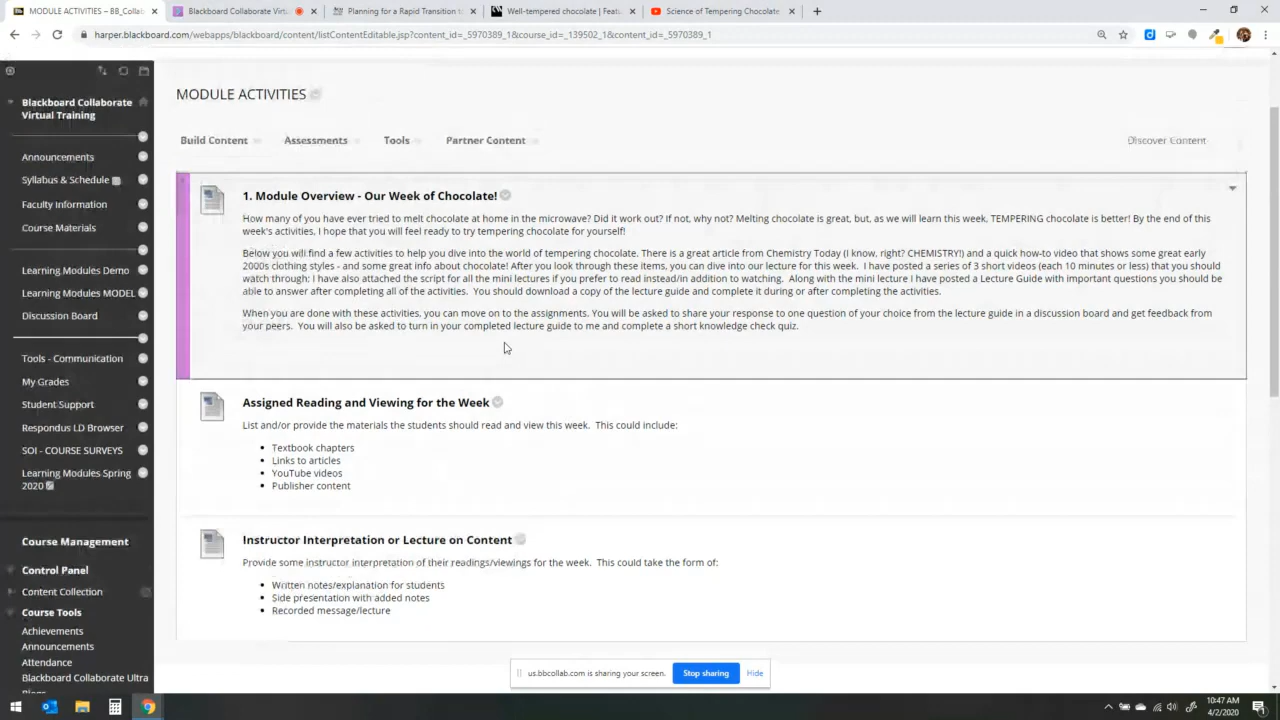 MODULE ACTIVITIES – BB_Collab
Blackboard Collaborate Virtu
Planning for a Rapid Transition to
Well-tempered chocolate | Feat
Science of Tempering Chocolate
harper.blackboard.com/webapps/blackboard/content/listContentEditable.jsp?content_id=_5970389_1&course_id=_139502_1&content_id=_5970389_1
Blackboard Collaborate
Virtual Training
Announcements
Syllabus & Schedule
Faculty Information
Course Materials
Learning Modules Demo
Learning Modules MODEL
Discussion Board
Tools - Communication
My Grades
Student Support
Respondus LD Browser
SOI - COURSE SURVEYS
Learning Modules Spring
2020
Course Management
Control Panel
Content Collection
Course Tools
Achievements
Announcements
Attendance
Blackboard Collaborate Ultra
Blogs
MODULE ACTIVITIES
Build Content
Assessments
Tools
Partner Content
Discover Content
1. Module Overview - Our Week of Chocolate!
How many of you have ever tried to melt chocolate at home in the microwave? Did it work out? If not, why not? Melting chocolate is great, but, as we will learn this week, TEMPERING chocolate is better! By the end of this
week's activities, I hope that you will feel ready to try tempering chocolate for yourself!
Below you will find a few activities to help you dive into the world of tempering chocolate. There is a great article from Chemistry Today (I know, right? CHEMISTRY!) and a quick how-to video that shows some great early
2000s clothing styles - and some great info about chocolate! After you look through these items, you can dive into our lecture for this week. I have posted a series of 3 short videos (each 10 minutes or less) that you should
watch through; I have also attached the script for all the mini lectures if you prefer to read instead/in addition to watching. Along with the mini lecture I have posted a Lecture Guide with important questions you should be
able to answer after completing all of the activities. You should download a copy of the lecture guide and complete it during or after completing the activities.
When you are done with these activities, you can move on to the assignments. You will be asked to share your response to one question of your choice from the lecture guide in a discussion board and get feedback from
your peers. You will also be asked to turn in your completed lecture guide to me and complete a short knowledge check quiz.
Assigned Reading and Viewing for the Week
List and/or provide the materials the students should read and view this week. This could include:
• Textbook chapters
• Links to articles
• YouTube videos
• Publisher content
Instructor Interpretation or Lecture on Content
Provide some instructor interpretation of their readings/viewings for the week. This could take the form of:
• Written notes/explanation for students
• Side presentation with added notes
• Recorded message/lecture
us.bbcollab.com is sharing your screen.
Stop sharing
Hide
10:47 AM
4/2/2020